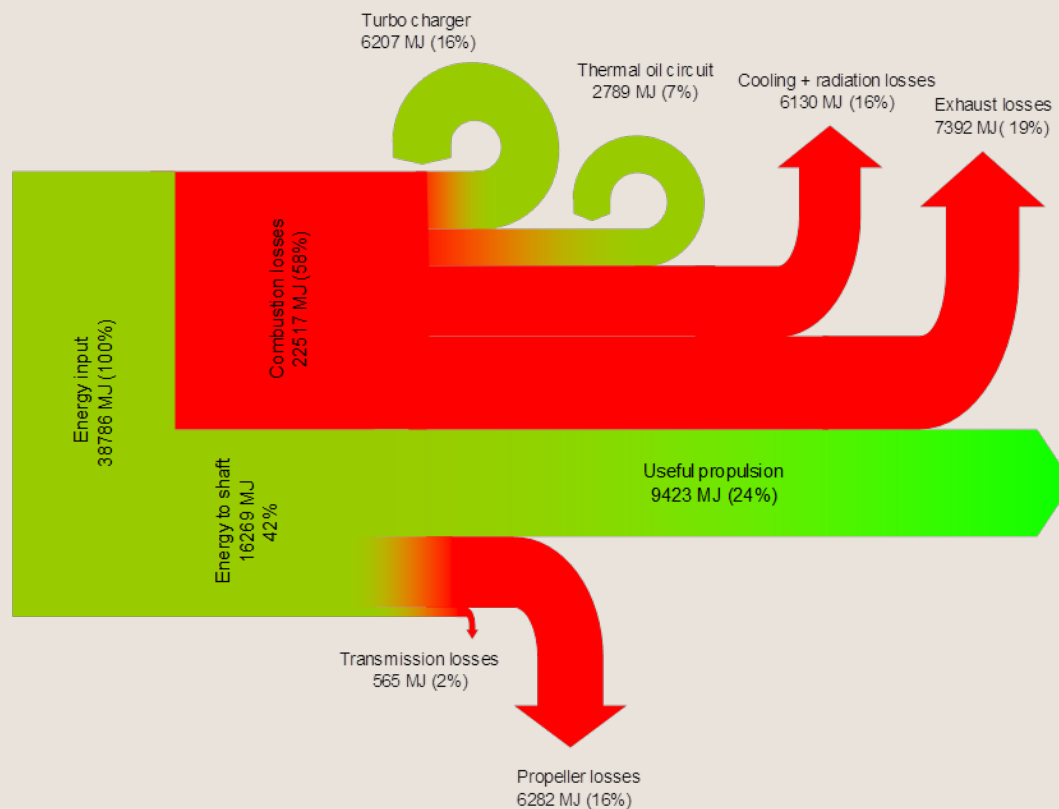 Turbo charger
6207 MJ (16%)
Thermal oil circuit
2789 MJ (7%)
Cooling + radiation losses
6130 MJ (16%)
Exhaust losses
7392 MJ( 19%)
Energy input
38786 MJ (100%)
Combustion losses
22517 MJ (58%)
Energy to shaft
16269 MJ
42%
Useful propulsion
9423 MJ (24%)
Transmission losses
565 MJ (2%)
Propeller losses
6282 MJ (16%)